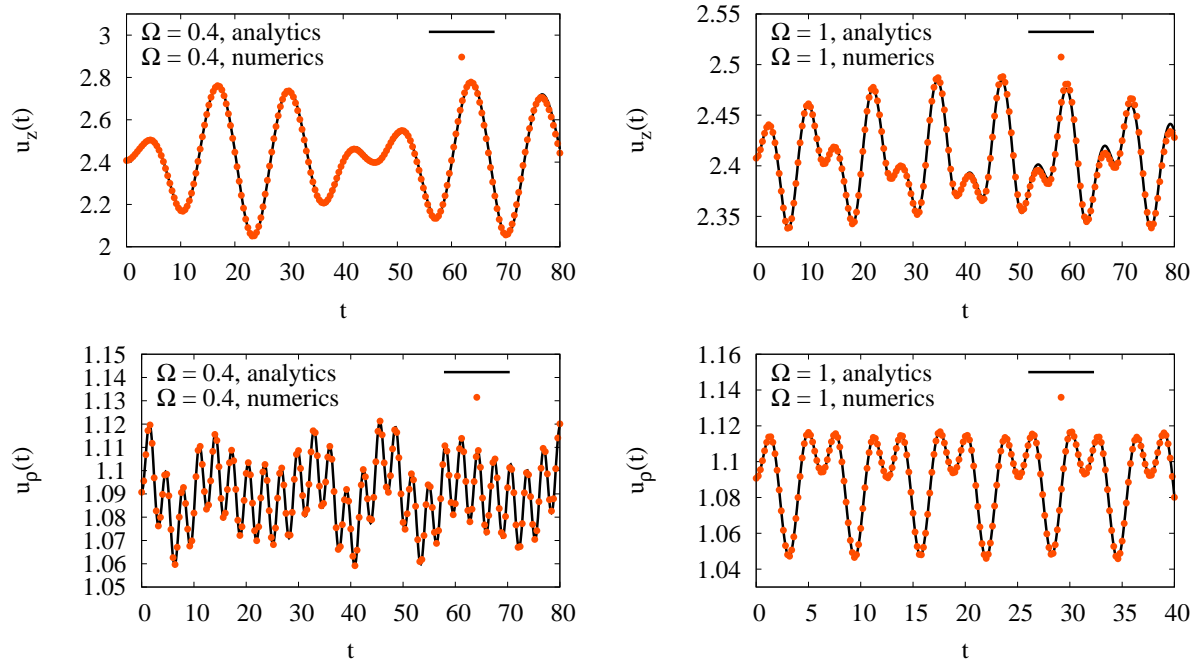 Ω = 0.4, analytics
Ω = 0.4, numerics
3
2.8
2.6
2.4
2.2
2
u_z(t)
0 10 20 30 40 50 60 70 80
t
Ω = 1, analytics
Ω = 1, numerics
2.55
2.5
2.45
2.4
2.35
u_z(t)
0 10 20 30 40 50 60 70 80
t
Ω = 0.4, analytics
Ω = 0.4, numerics
1.15
1.14
1.13
1.12
1.11
1.1
1.09
1.08
1.07
1.06
1.05
u_ρ(t)
0 10 20 30 40 50 60 70 80
t
Ω = 1, analytics
Ω = 1, numerics
1.16
1.14
1.12
1.1
1.08
1.06
1.04
u_ρ(t)
0 5 10 15 20 25 30 35 40
t